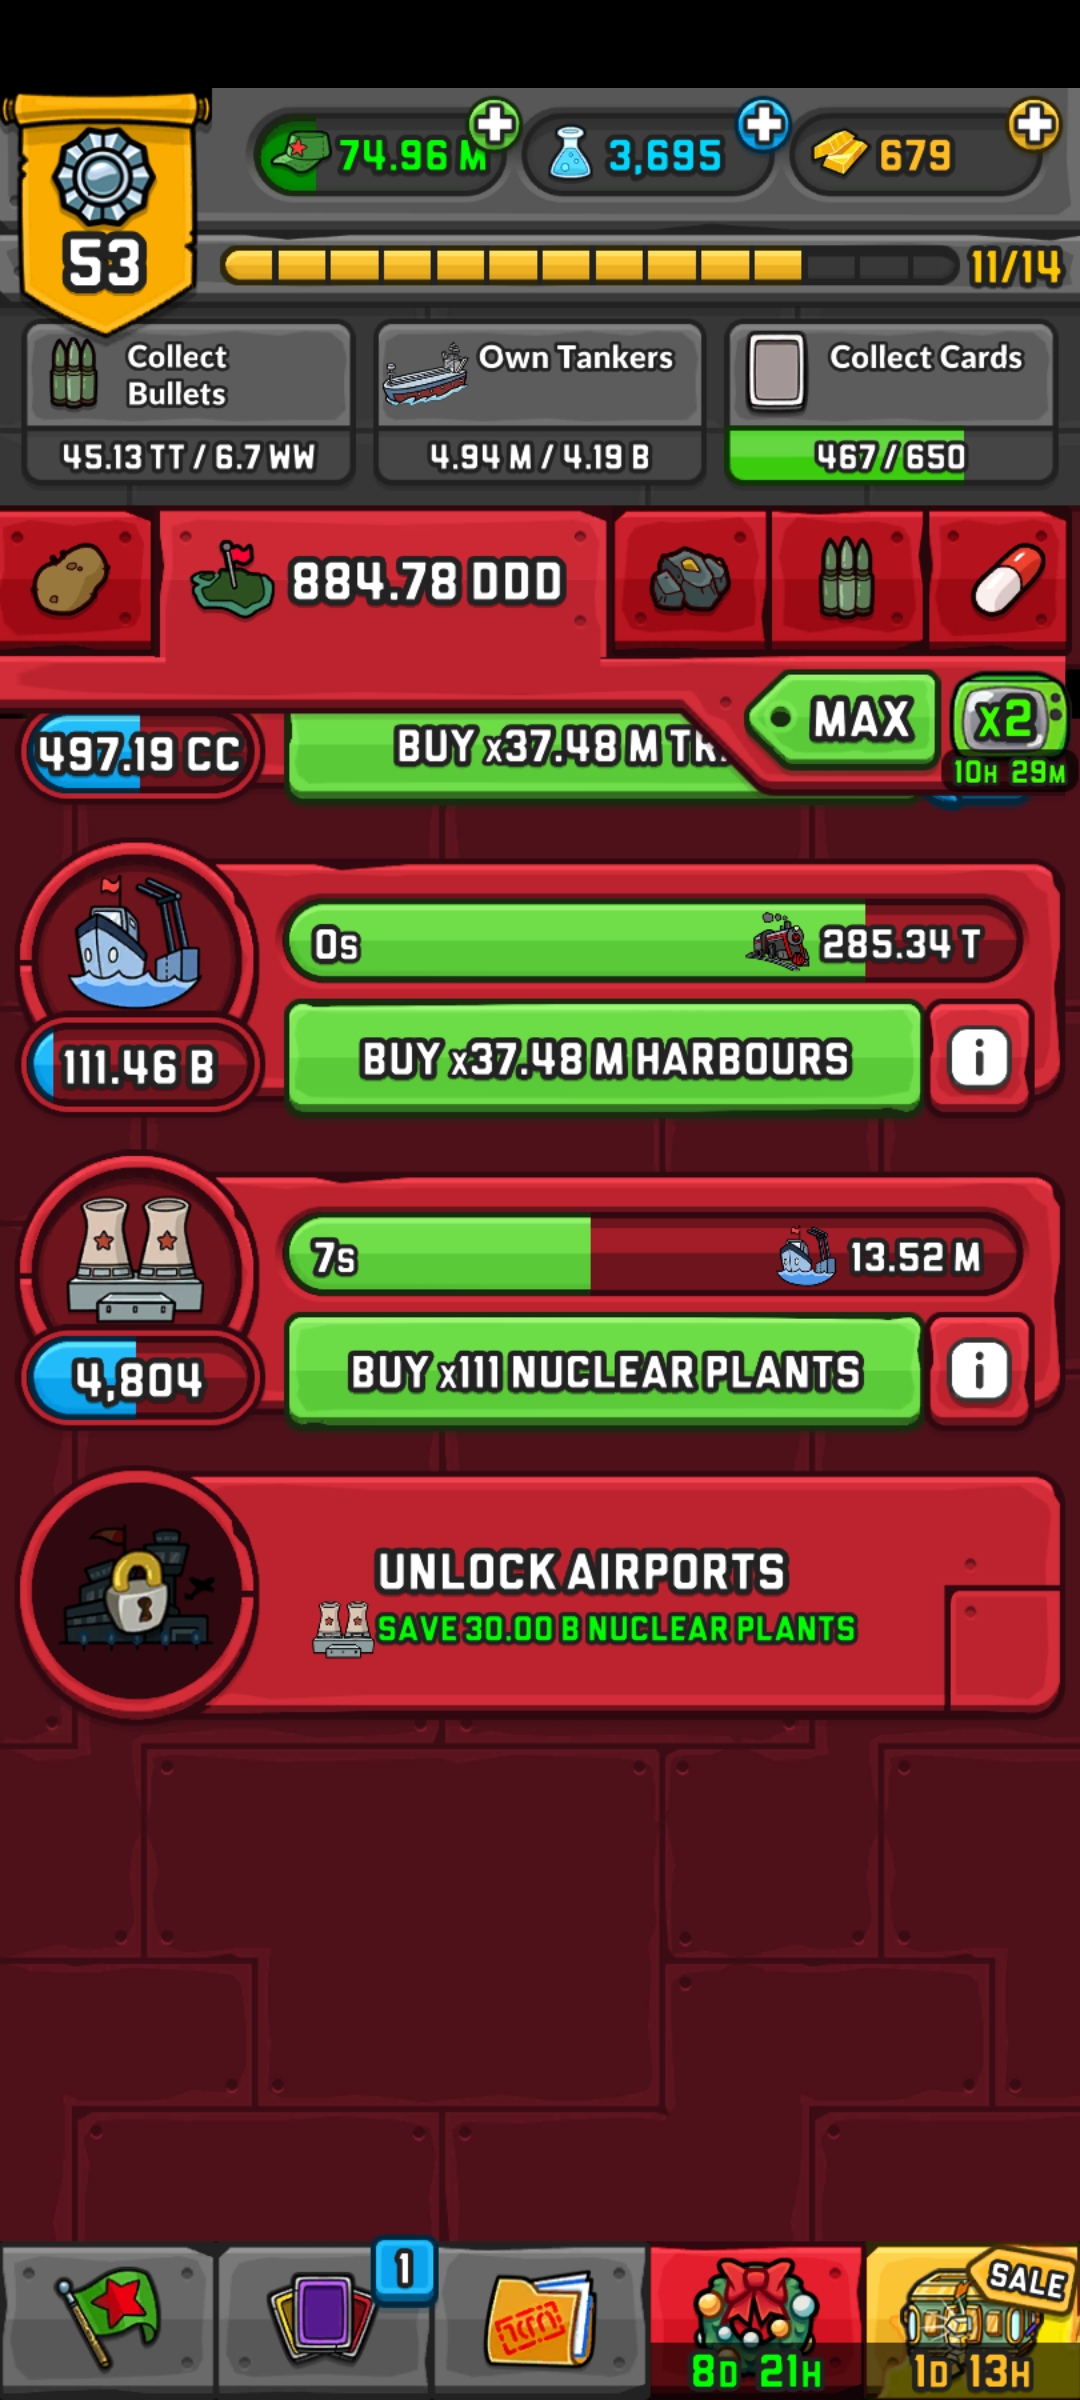 74.96 M
3,695
679
53
11/14
Collect
Bullets
Own Tankers
Collect Cards
45.13 TT / 6.7 WW
4.94 M / 4.19 B
467 / 650
884.78 DDD
MAX
x2
10H 29M
497.19 CC
BUY x37.48 M TR.
0s
285.34 T
111.46 B
BUY x37.48 M HARBOURS
i
7s
13.52 M
4,804
BUY x111 NUCLEAR PLANTS
i
UNLOCK AIRPORTS
SAVE 30.00 B NUCLEAR PLANTS
1
SALE
8D 21H
1D 13H